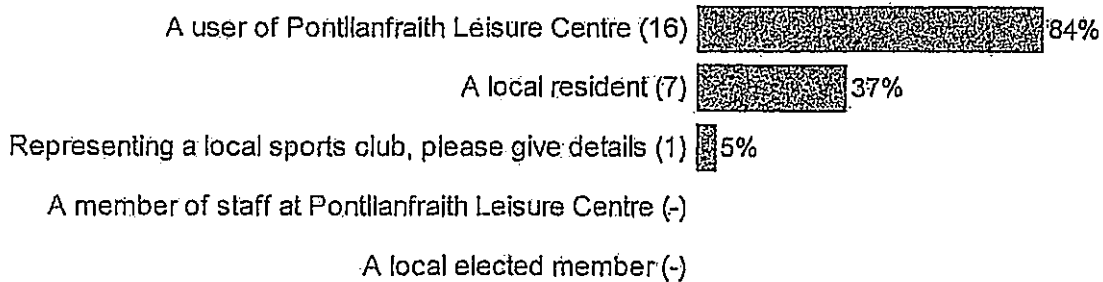 A user of Pontllanfraith Leisure Centre (16) 84%
A local resident (7) 37%
Representing a local sports club, please give details (1) 5%
A member of staff at Pontllanfraith Leisure Centre (-)
A local elected member (-)